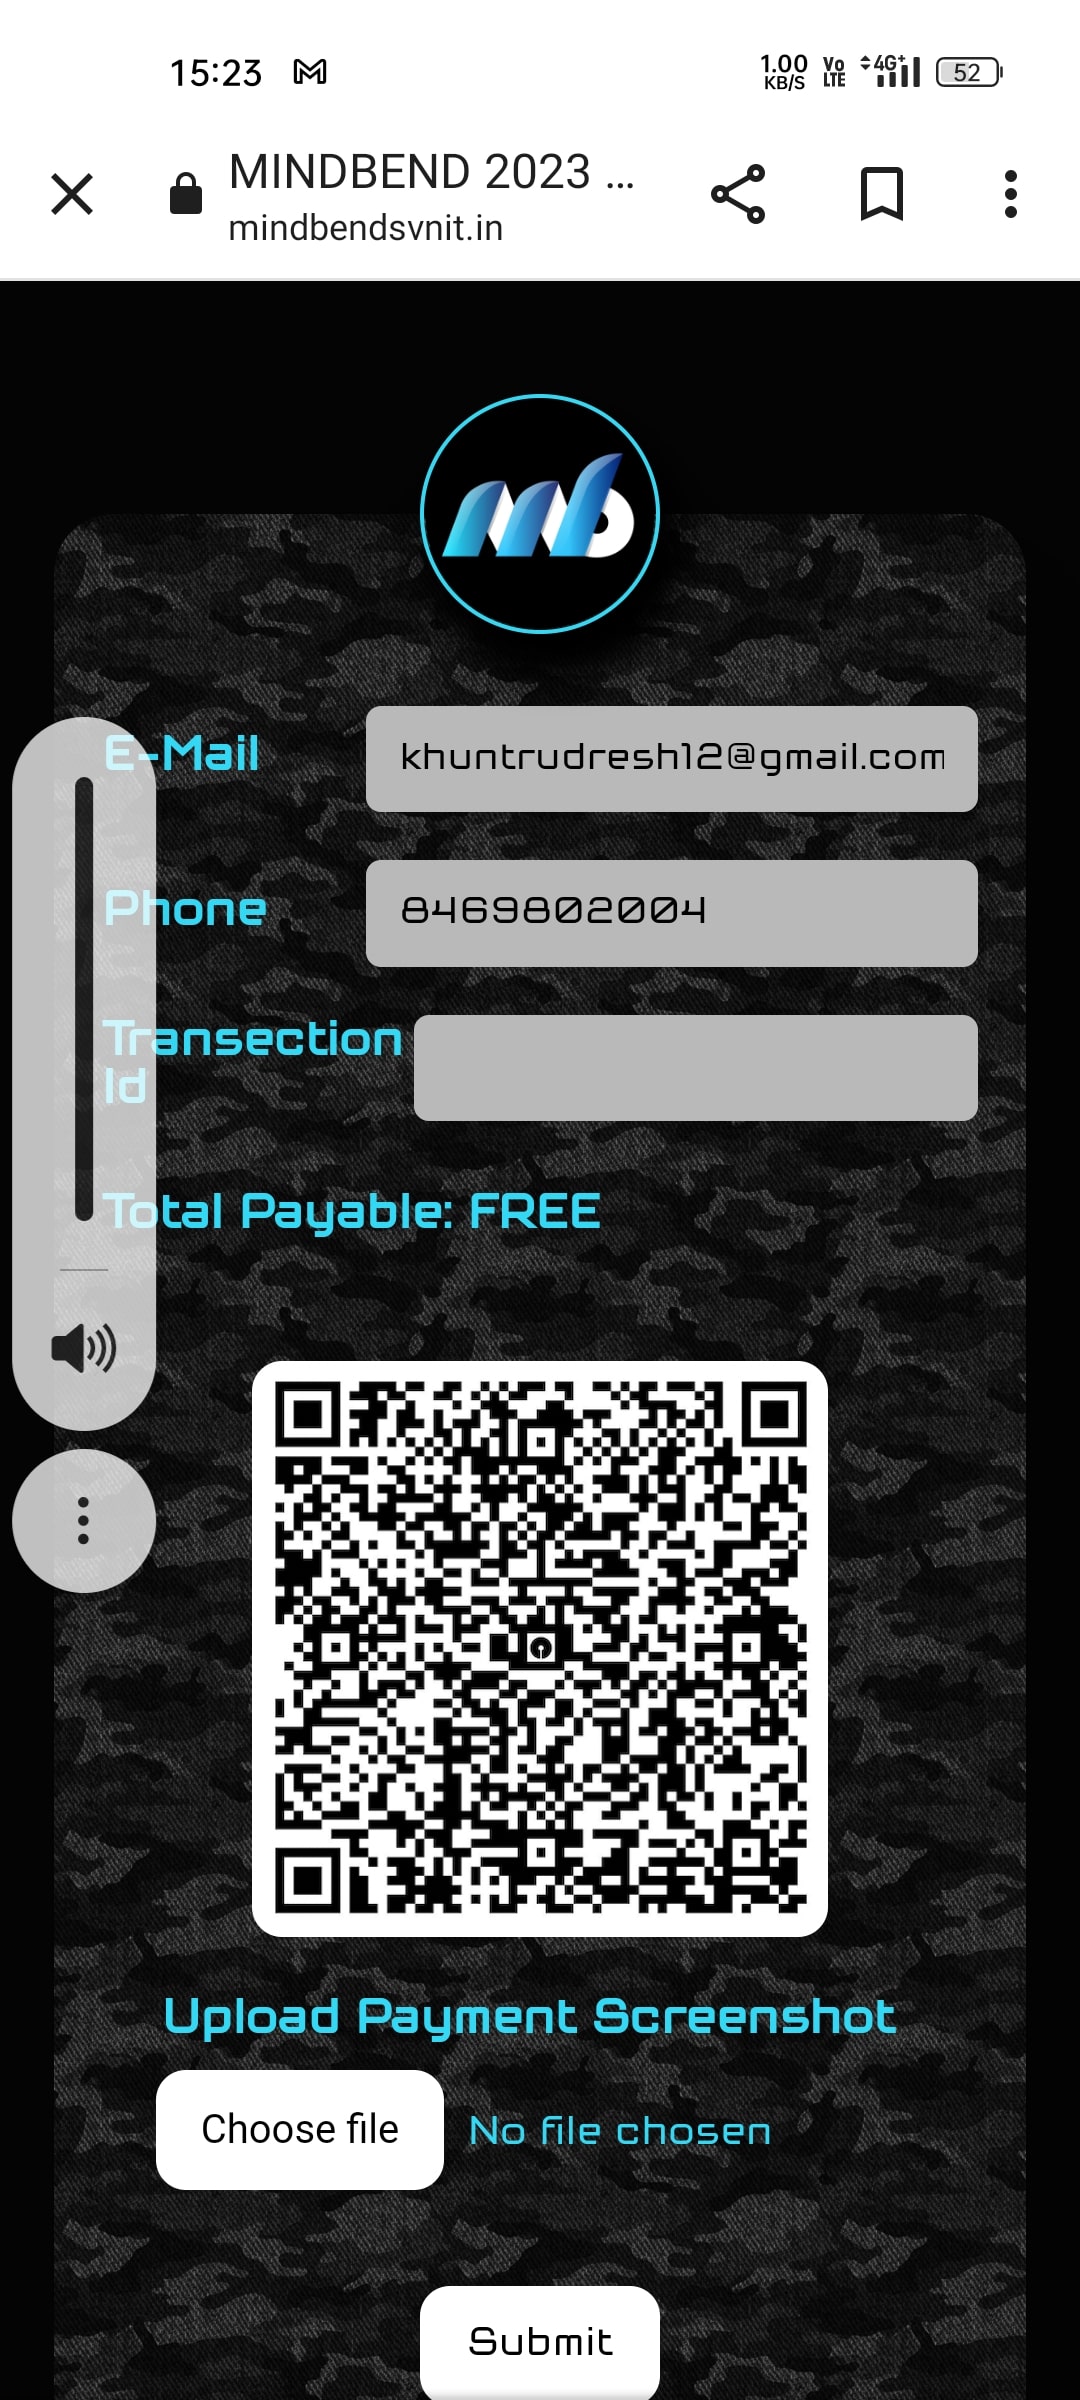 15:23
1.00
KB/S
Vo
LTE
4G+
52
MINDBEND 2023 ...
mindbendsvnit.in
mb
E-Mail
khuntrudresh12@gmail.com
Phone
8469802004
Transection
Id
Total Payable: FREE
Upload Payment Screenshot
Choose file
No file chosen
Submit